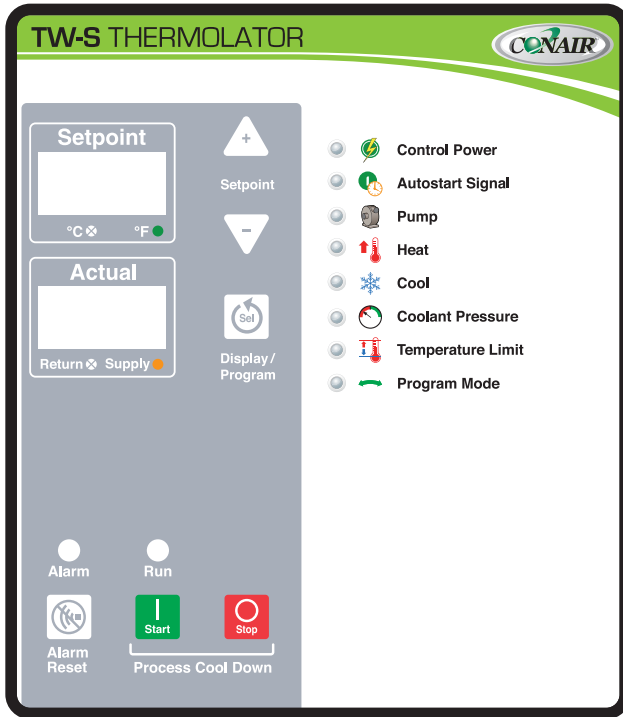 TW-S THERMOLATOR
CONAIR
Setpoint
°C °F
Actual
Return Supply
+
Setpoint
-
Sel
Display /
Program
Control Power
Autostart Signal
Pump
Heat
Cool
Coolant Pressure
Temperature Limit
Program Mode
Alarm
Run
Start
Stop
Alarm
Reset
Process Cool Down